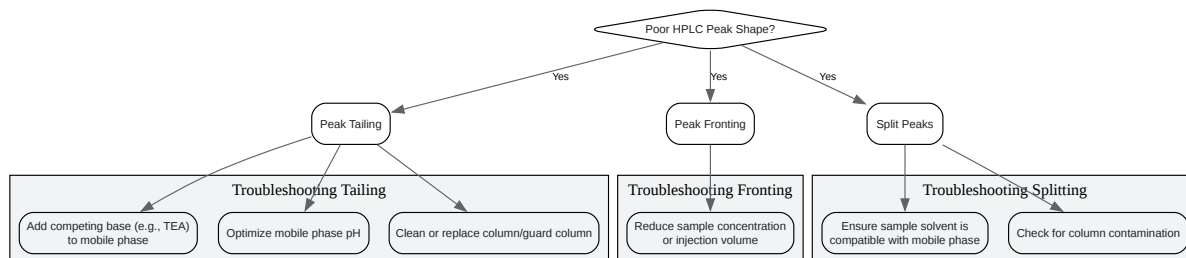 Poor HPLC Peak Shape?
Yes
Yes
Yes
Peak Tailing
Peak Fronting
Split Peaks
Troubleshooting Tailing
Troubleshooting Fronting
Troubleshooting Splitting
Add competing base (e.g., TEA)
to mobile phase
Optimize mobile phase pH
Clean or replace column/guard column
Reduce sample concentration
or injection volume
Ensure sample solvent is
compatible with mobile phase
Check for column contamination